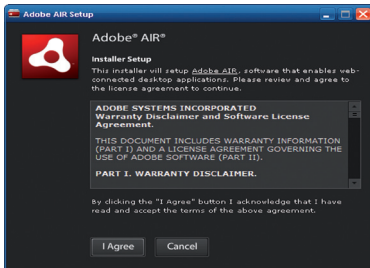 Adobe AIR Setup
Adobe® AIR®
Installer Setup
This installer will setup Adobe AIR, software that enables web-
connected desktop applications. Please review and agree to
the license agreement to continue.
ADOBE SYSTEMS INCORPORATED
Warranty Disclaimer and Software License
Agreement.
THIS DOCUMENT INCLUDES WARRANTY INFORMATION
(PART I) AND A LICENSE AGREEMENT GOVERNING THE
USE OF ADOBE SOFTWARE (PART II).
PART I. WARRANTY DISCLAIMER.
By clicking the "I Agree" button I acknowledge that I have
read and accept the terms of the above agreement.
I Agree
Cancel